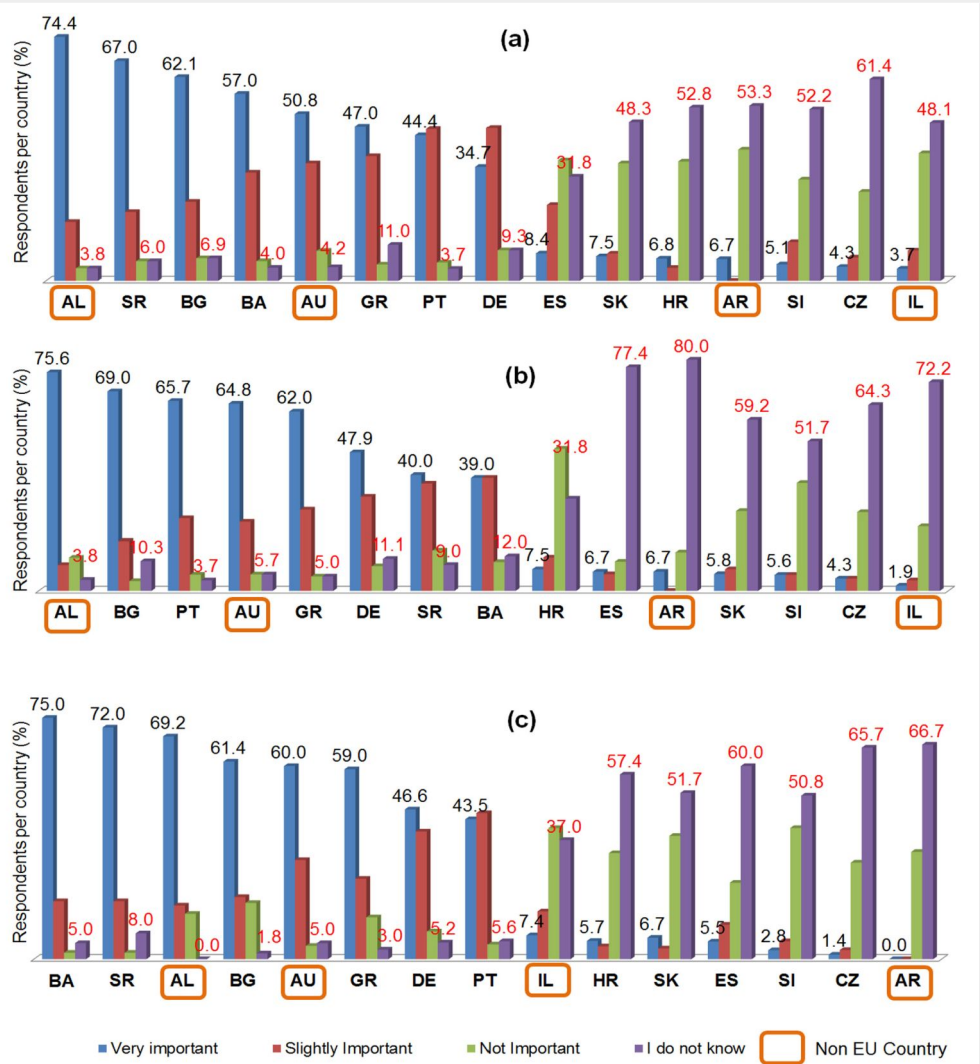 (a)
Respondents per country (%)
74.4 67.0 62.1 57.0 50.8 47.0 44.4 34.7 8.4 7.5 6.8 6.7 5.1 4.3 3.7
3.8 6.0 6.9 4.0 4.2 11.0 3.7 9.3 31.8 48.3 52.8 53.3 52.2 61.4 48.1
AL SR BG BA AU GR PT DE ES SK HR AR SI CZ IL
(b)
Respondents per country (%)
75.6 69.0 65.7 64.8 62.0 47.9 40.0 39.0 7.5 6.7 6.7 5.8 5.6 4.3 1.9
3.8 10.3 3.7 5.7 5.0 11.1 9.0 12.0 31.8 77.4 80.0 59.2 51.7 64.3 72.2
AL BG PT AU GR DE SR BA HR ES AR SK SI CZ IL
(c)
Respondents per country (%)
75.0 72.0 69.2 61.4 60.0 59.0 46.6 43.5 7.4 5.7 6.7 5.5 2.8 1.4 0.0
5.0 8.0 0.0 1.8 5.0 3.0 5.2 5.6 37.0 57.4 51.7 60.0 50.8 65.7 66.7
BA SR AL BG AU GR DE PT IL HR SK ES SI CZ AR
Very important Slightly Important Not Important I do not know Non EU Country